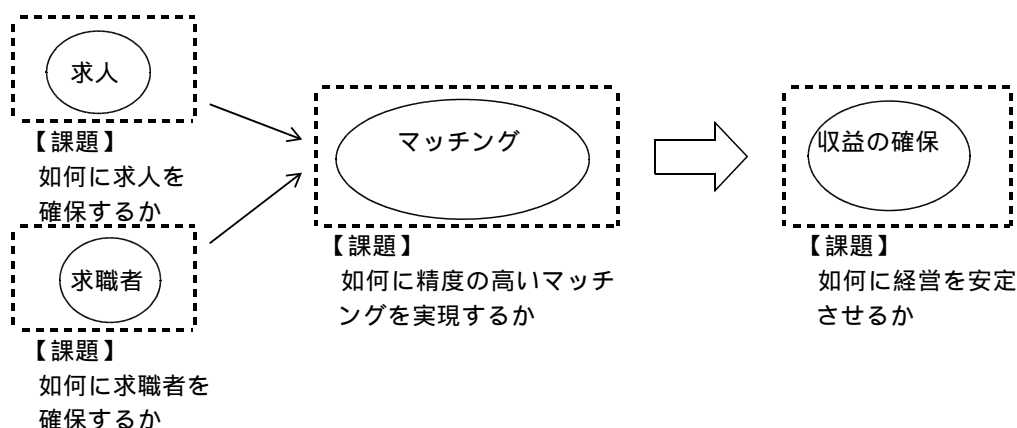 求人
【課題】
如何に求人を
確保するか
求職者
【課題】
如何に求職者を
確保するか
マッチング
【課題】
如何に精度の高いマッチ
ングを実現するか
収益の確保
【課題】
如何に経営を安定
させるか